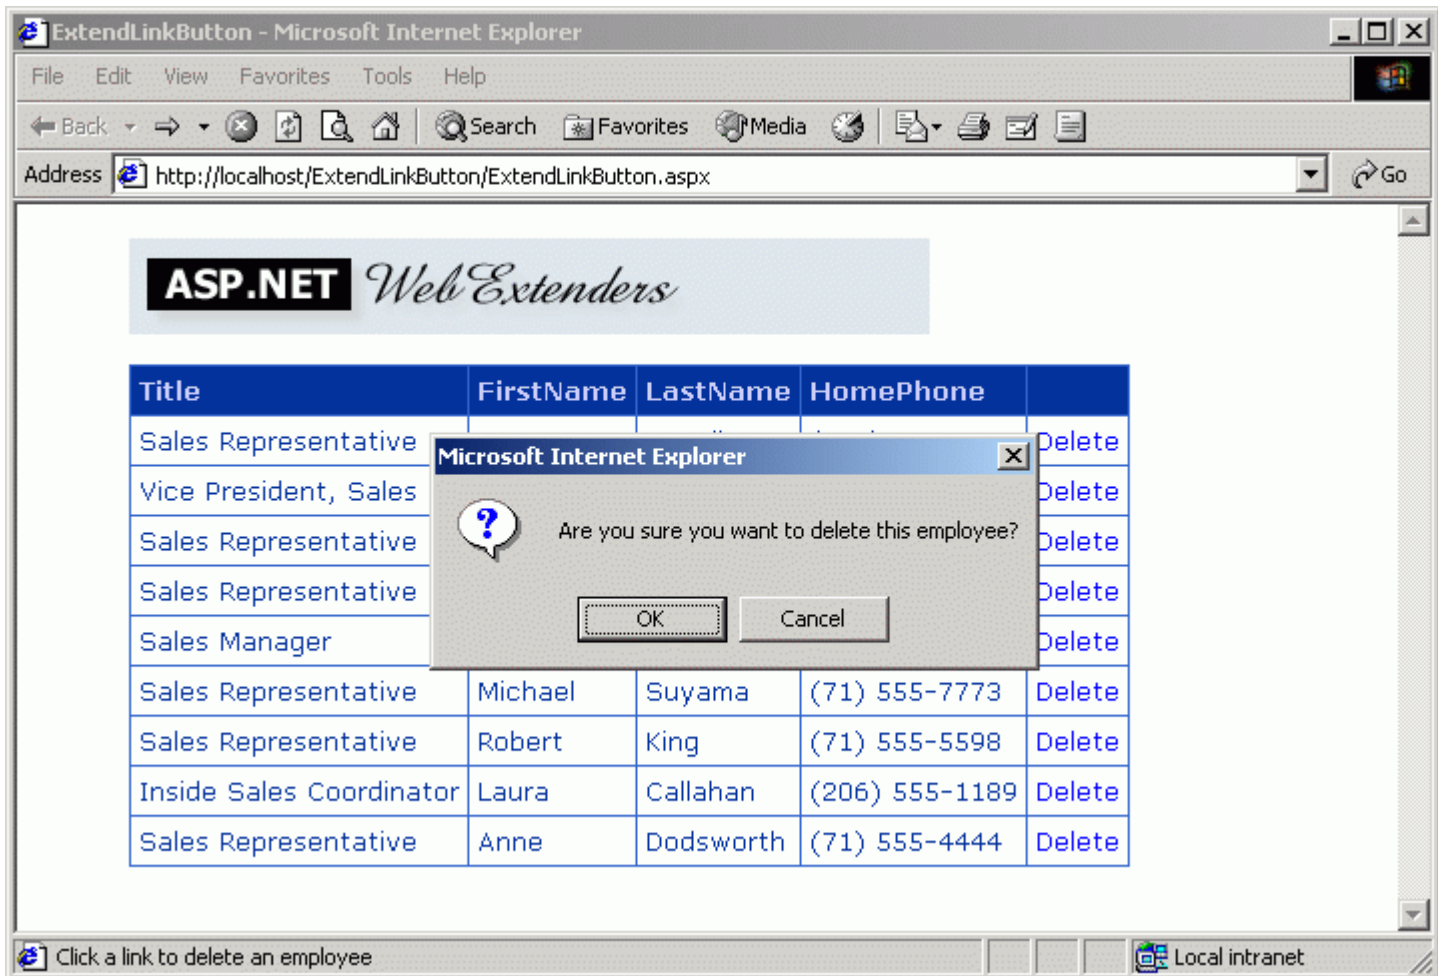 ExtendLinkButton - Microsoft Internet Explorer
File Edit View Favorites Tools Help
Back Search Favorites Media
Address http://localhost/ExtendLinkButton/ExtendLinkButton.aspx Go
ASP.NET WebExtenders
Title FirstName LastName HomePhone
Sales Representative Delete
Microsoft Internet Explorer
Vice President, Sales Delete
Are you sure you want to delete this employee?
Sales Representative Delete
Sales Representative Delete
OK Cancel
Sales Manager Delete
Sales Representative Michael Suyama (71) 555-7773 Delete
Sales Representative Robert King (71) 555-5598 Delete
Inside Sales Coordinator Laura Callahan (206) 555-1189 Delete
Sales Representative Anne Dodsworth (71) 555-4444 Delete
Click a link to delete an employee Local intranet